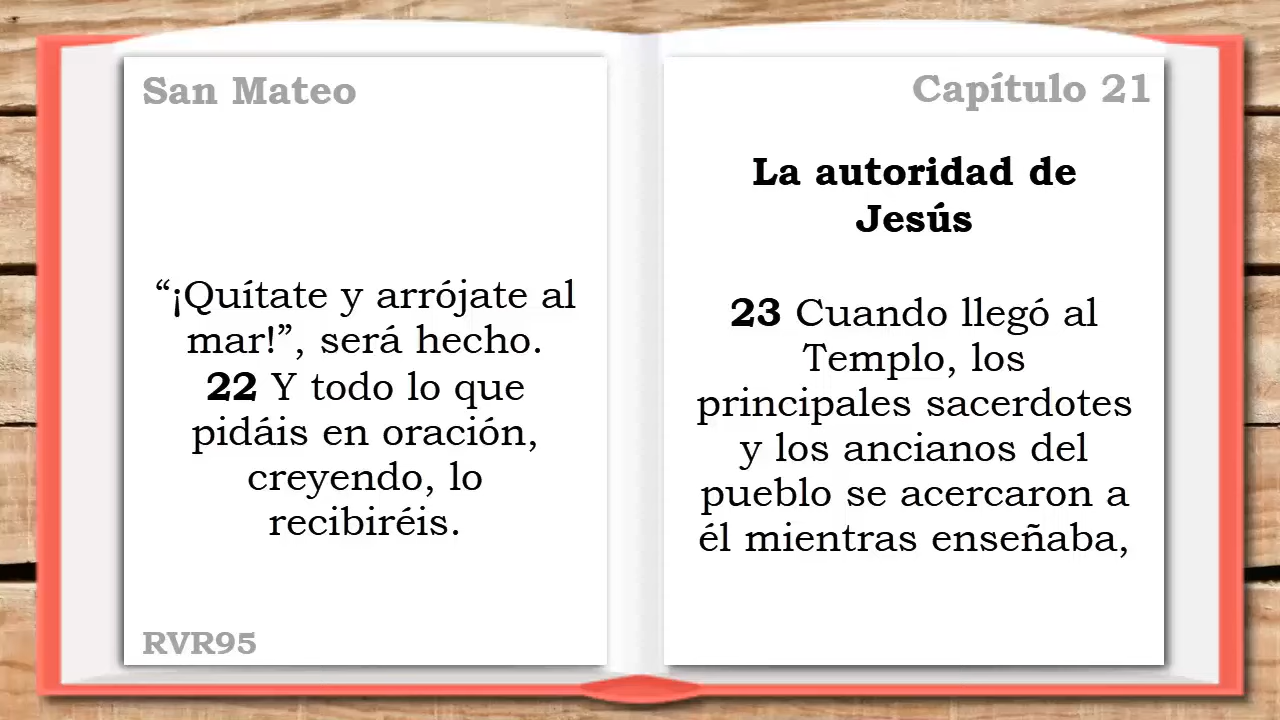 San Mateo
“¡Quítate y arrójate al
mar!”, será hecho.
22 Y todo lo que
pidáis en oración,
creyendo, lo
recibiréis.
RVR95
Capítulo 21
La autoridad de
Jesús
23 Cuando llegó al
Templo, los
principales sacerdotes
y los ancianos del
pueblo se acercaron a
él mientras enseñaba,